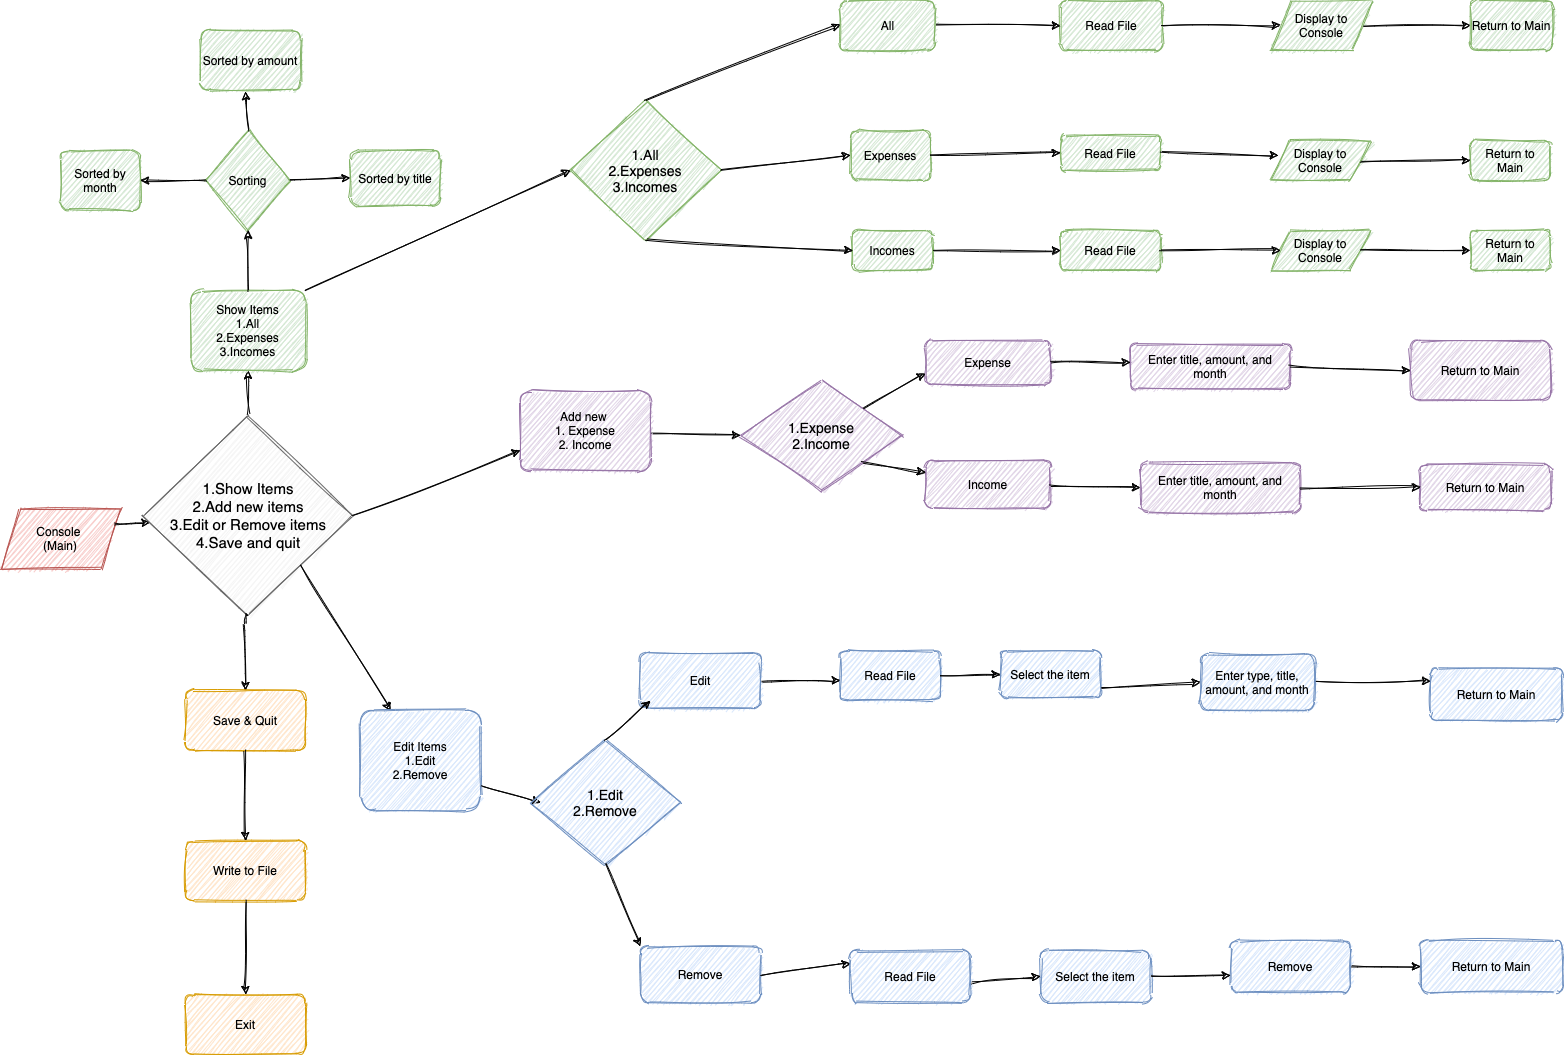 All
Read File
Display to
Console
Return to Main
Sorted by amount
1.All
2.Expenses
3.Incomes
Expenses
Read File
Display to
Console
Return to
Main
Sorted by
month
Sorting
Sorted by title
Incomes
Read File
Display to
Console
Return to
Main
Show Items
1.All
2.Expenses
3.Incomes
Expense
Enter title, amount, and
month
Return to Main
Add new
1. Expense
2. Income
1.Expense
2.Income
Income
Enter title, amount, and
month
Return to Main
Console
(Main)
1.Show Items
2.Add new items
3.Edit or Remove items
4.Save and quit
Edit
Read File
Select the item
Enter type, title,
amount, and month
Return to Main
Save & Quit
Edit Items
1.Edit
2.Remove
1.Edit
2.Remove
Write to File
Remove
Read File
Select the item
Remove
Return to Main
Exit